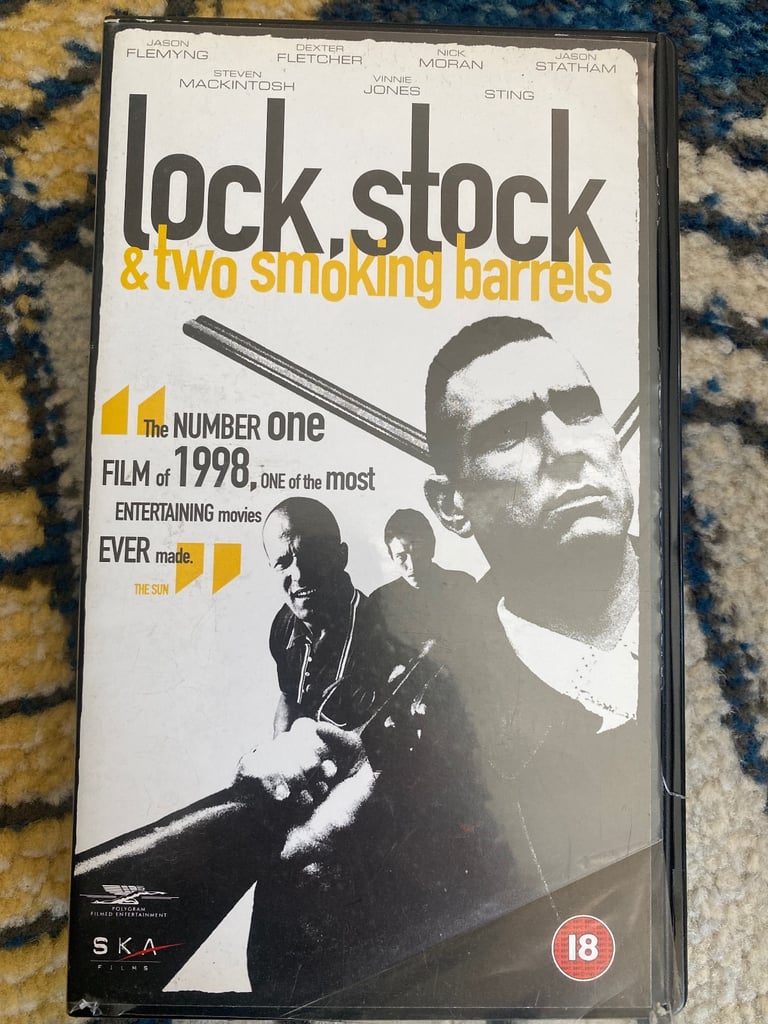 JASON FLEMYNG
DEXTER FLETCHER
NICK MORAN
JASON STATHAM
STEVEN MACKINTOSH
VINNIE JONES
STING
lock, stock
& two smoking barrels
“ The NUMBER one
FILM of 1998, ONE of the most
ENTERTAINING movies
EVER made. ”
THE SUN
POLYGRAM
FILMED ENTERTAINMENT
SKA
FILMS
18